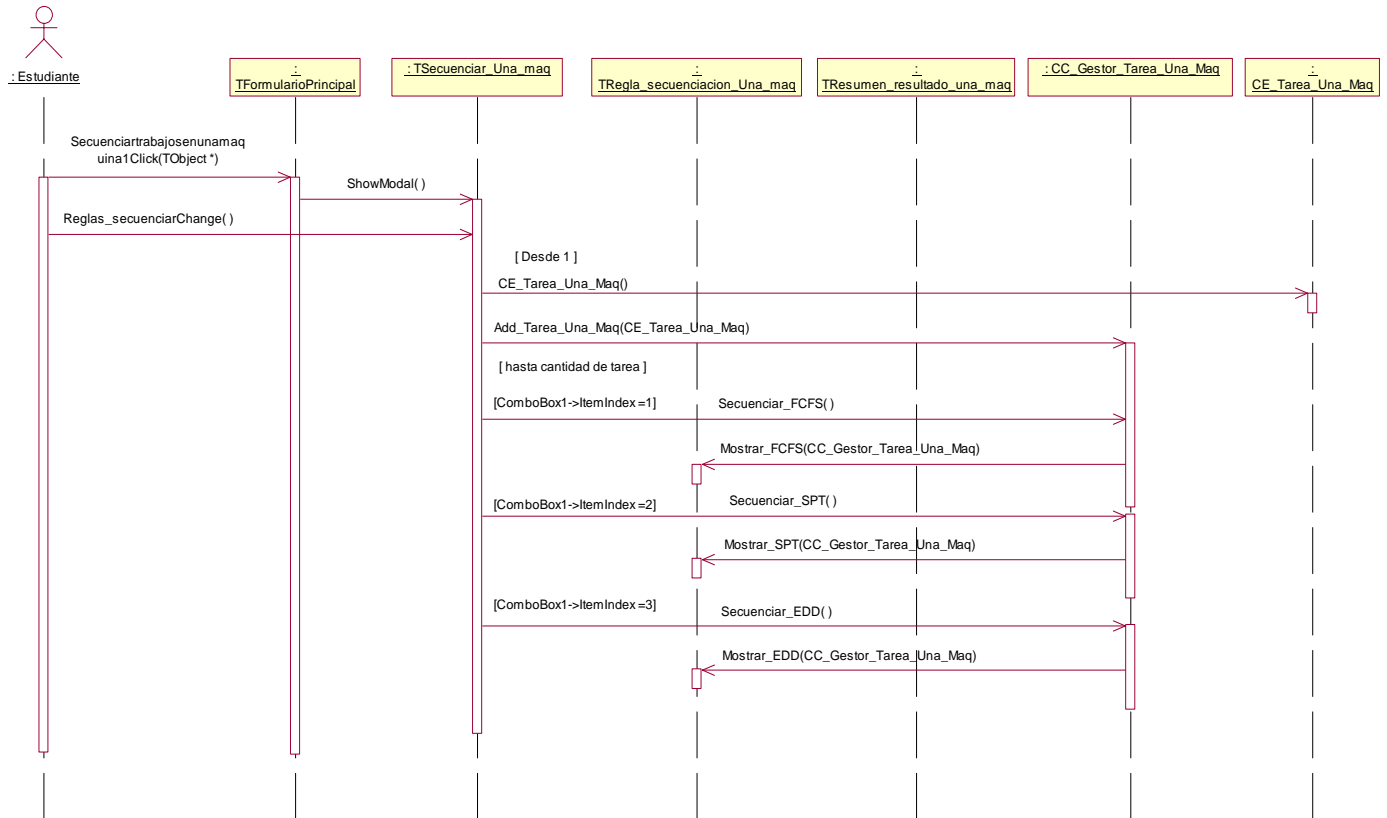 : Estudiante
:
TFormularioPrincipal
: TSecuenciar_Una_maq
:
TRegla_secuenciacion_Una_maq
:
TResumen_resultado_una_maq
: CC_Gestor_Tarea_Una_Maq
:
CE_Tarea_Una_Maq
Secuenciartrabajosenunamaq
uina1Click(TObject *)
ShowModal( )
Reglas_secuenciarChange( )
[ Desde 1 ]
CE_Tarea_Una_Maq()
Add_Tarea_Una_Maq(CE_Tarea_Una_Maq)
[ hasta cantidad de tarea ]
[ComboBox1->ItemIndex =1]
Secuenciar_FCFS( )
Mostrar_FCFS(CC_Gestor_Tarea_Una_Maq)
[ComboBox1->ItemIndex =2]
Secuenciar_SPT( )
Mostrar_SPT(CC_Gestor_Tarea_Una_Maq)
[ComboBox1->ItemIndex =3]
Secuenciar_EDD( )
Mostrar_EDD(CC_Gestor_Tarea_Una_Maq)